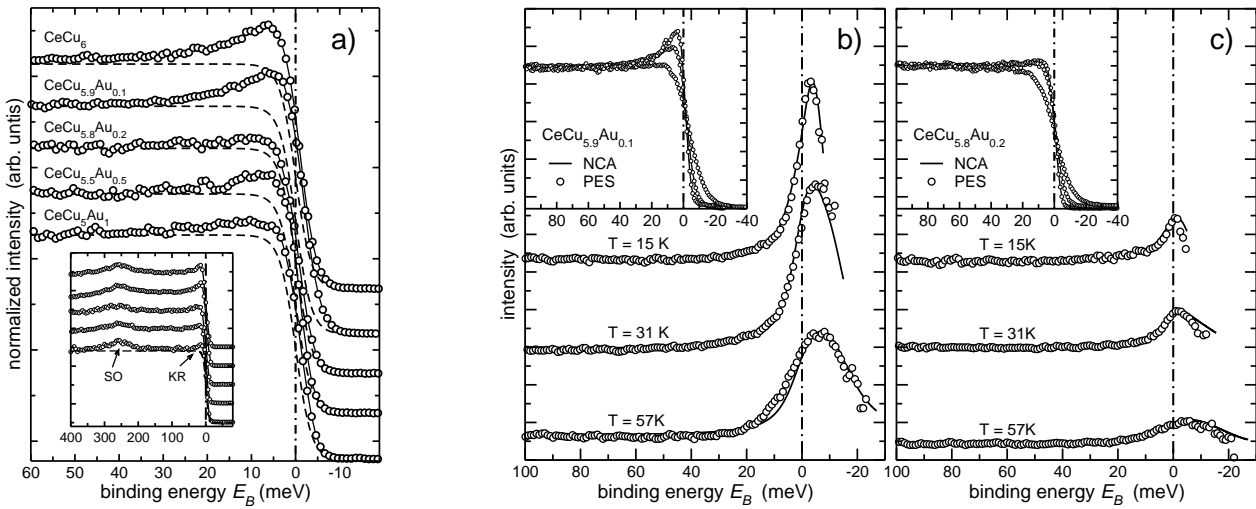 a)
CeCu6
CeCu5.9Au0.1
CeCu5.8Au0.2
CeCu5.5Au0.5
CeCu5Au1
SO
KR
400 300 200 100 0
60 40 20 0 -10
binding energy EB (meV)
normalized intensity (arb. untis)
b)
CeCu5.9Au0.1
NCA
PES
100 80 60 40 20 0 -20 -40
T = 15 K
T = 31 K
T = 57K
100 80 60 40 20 0 -20
binding energy EB (meV)
intensity (arb. units)
c)
CeCu5.8Au0.2
NCA
PES
80 60 40 20 0 -20 -40
T = 15K
T = 31K
T = 57K
100 80 60 40 20 0 -20
binding energy EB (meV)